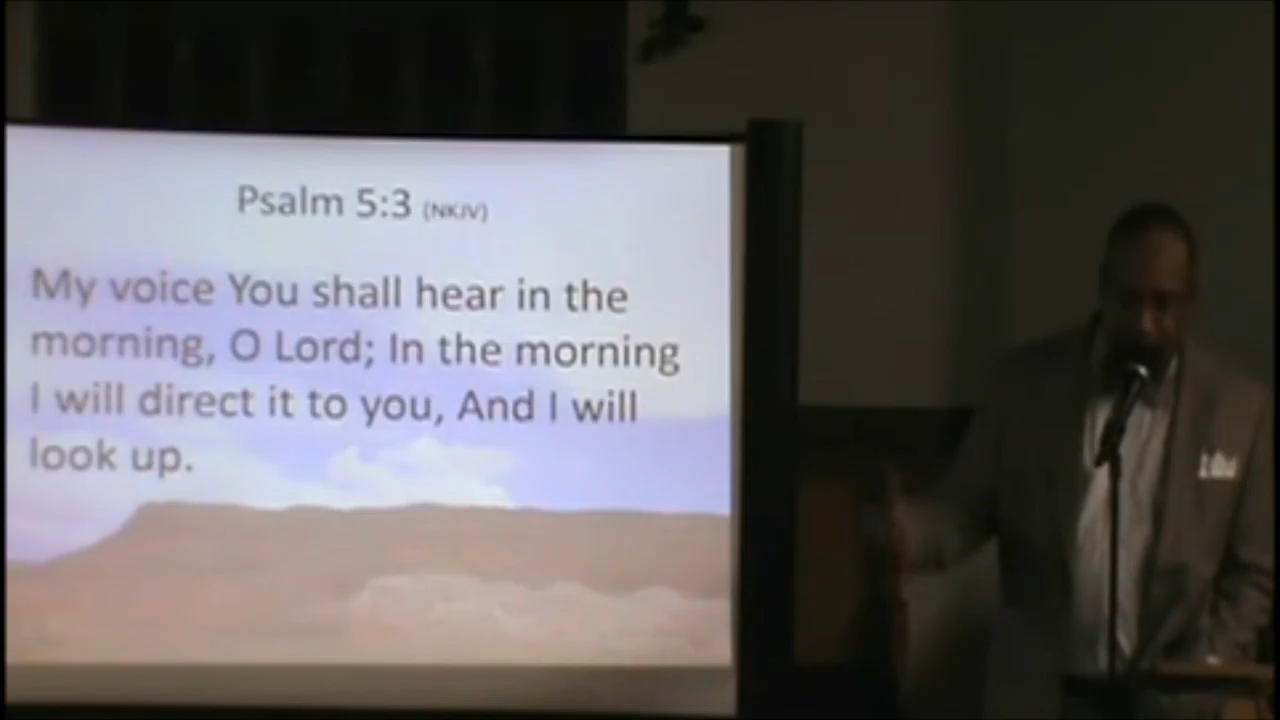 Psalm 5:3 (NKJV)
My voice You shall hear in the
morning, O Lord; In the morning
I will direct it to you, And I will
look up.